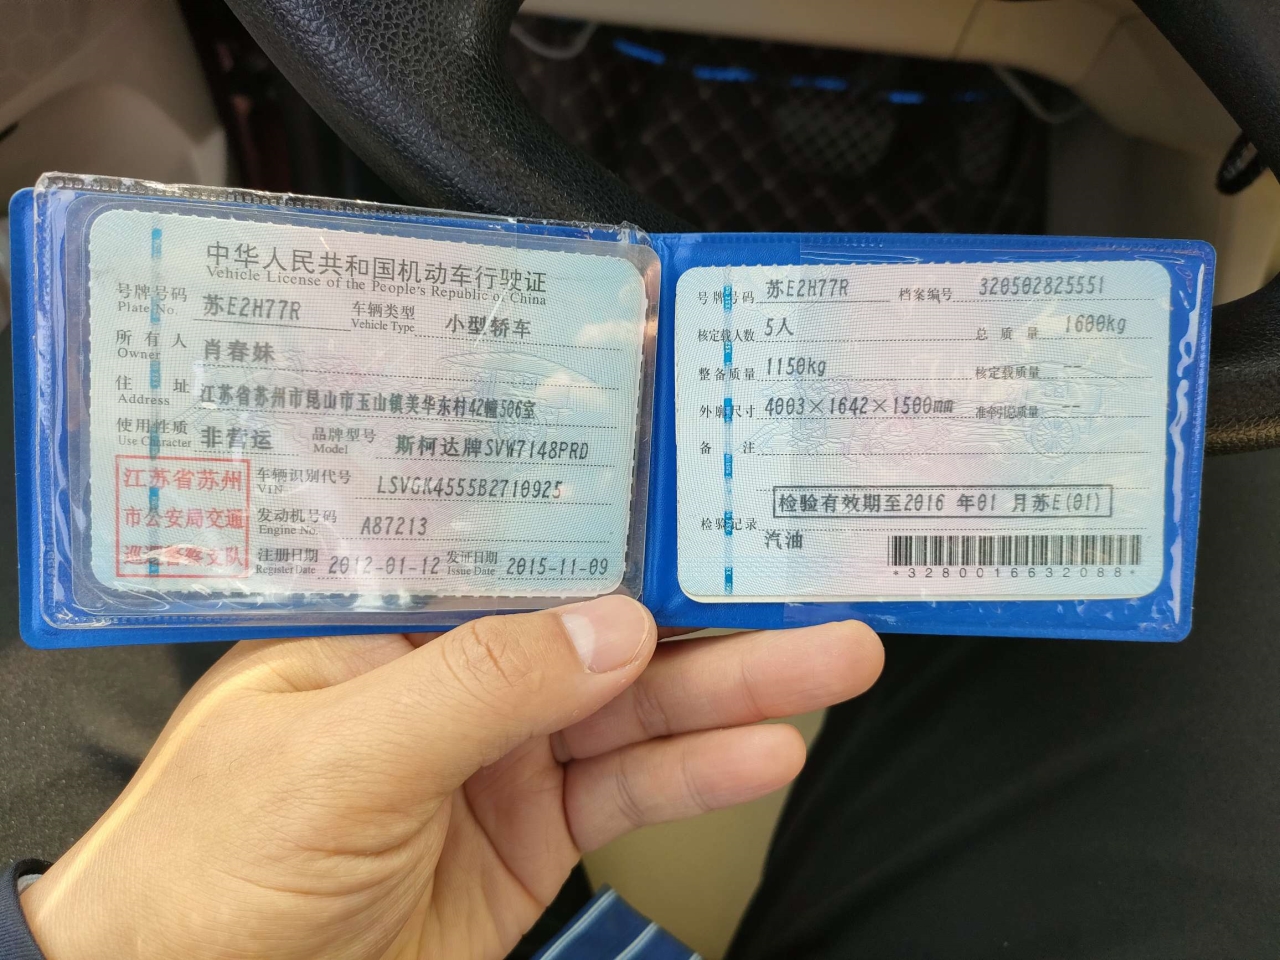 中华人民共和国机动车行驶证
Vehicle License of the People's Republic of China
号牌号码 苏E2H77R 车辆类型 小型轿车
Plate No. Vehicle Type
所有人 肖春妹
Owner
住址 江苏省苏州市昆山市玉山镇美华东村42幢506室
Address
使用性质 非营运 品牌型号 斯柯达牌SVW7148PRD
Use Character Model
江苏省苏州
市公安局交通
巡逻警察支队
车辆识别代号 LSVGK4555B2710925
VIN
发动机号码 A87213
Engine No.
注册日期 2012-01-12 发证日期 2015-11-09
Register Date Issue Date
号牌号码 苏E2H77R 档案编号 320502825551
核定载人数 5人 总质量 1600kg
整备质量 1150kg 核定载质量 --
外廓尺寸 4003×1642×1500mm 准牵引总质量 --
备注
检验有效期至2016 年01 月苏E(01)
检验记录
汽油
*3280016632088*